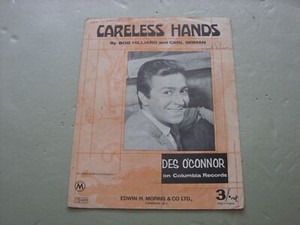 CARELESS HANDS
By BOB HILLIARD and CARL SIGMAN
DES O'CONNOR
on Columbia Records
M
EDWIN H. MORRIS & CO LTD.,
3/-